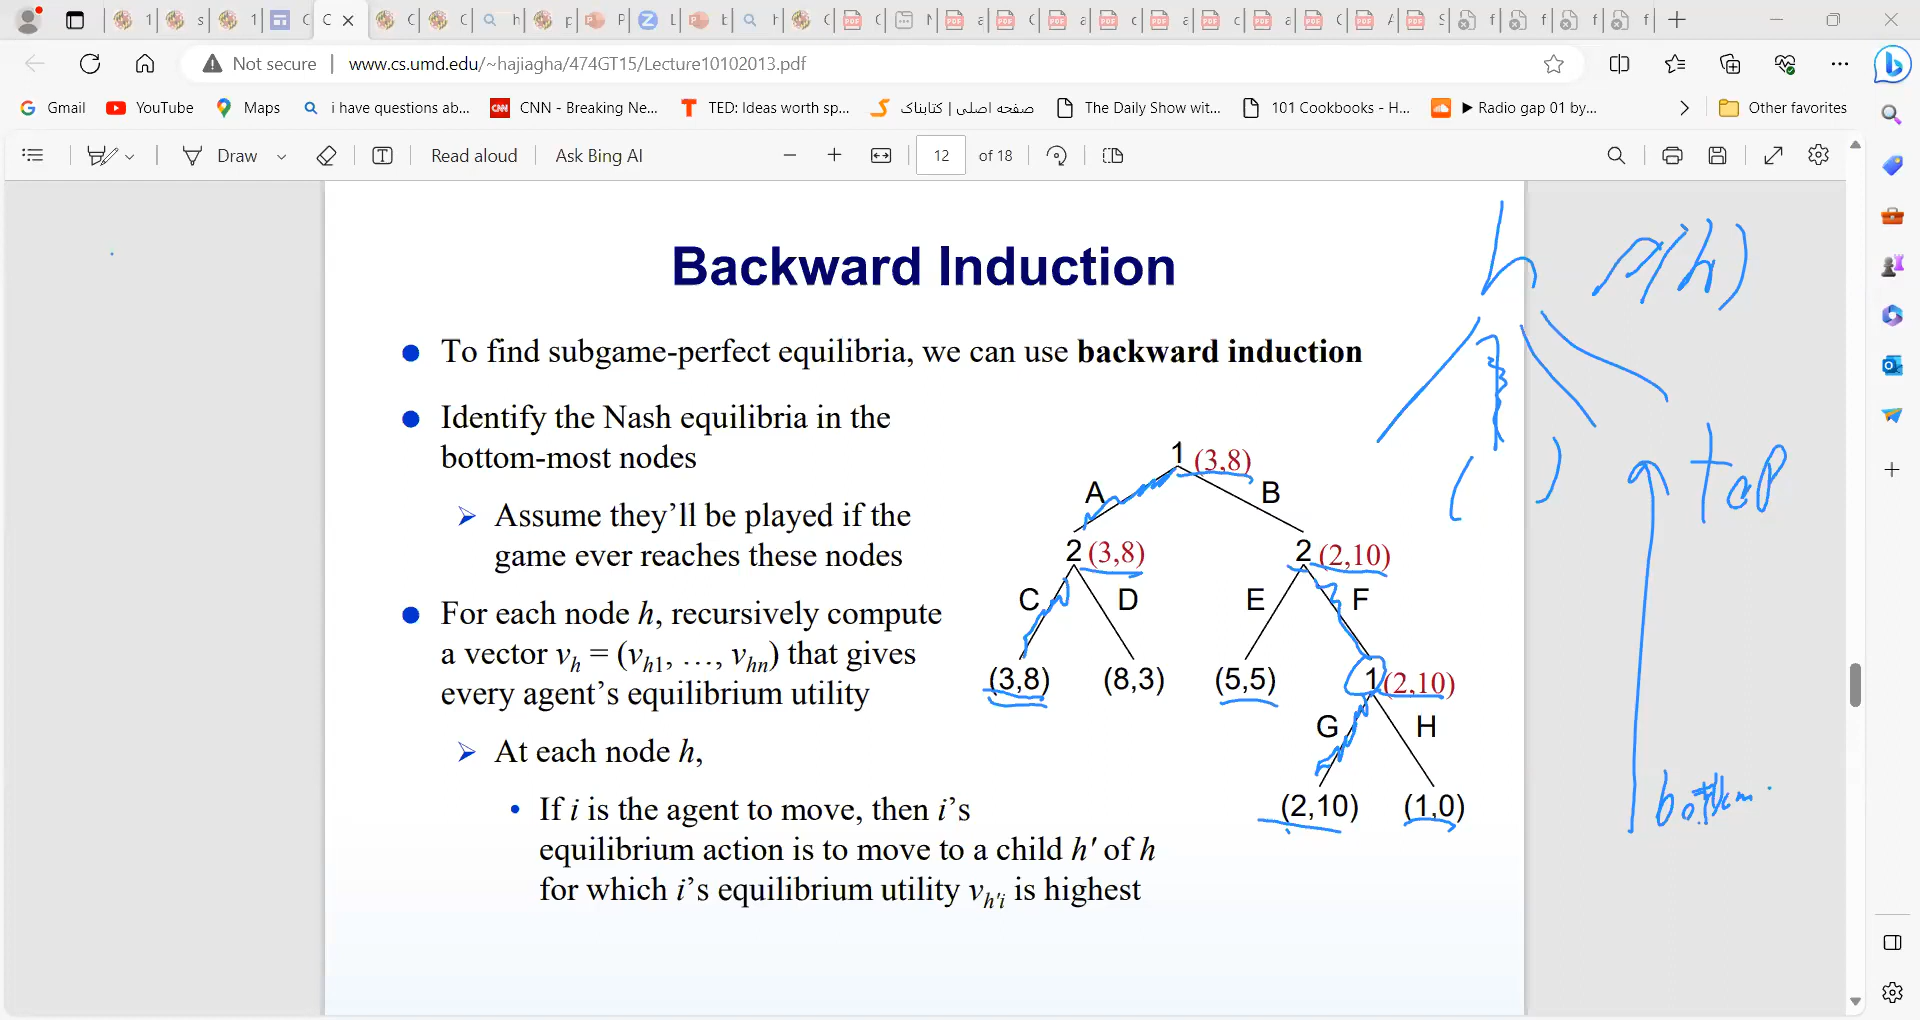 Not secure | www.cs.umd.edu/~hajiagha/474GT15/Lecture10102013.pdf
Gmail YouTube Maps i have questions ab... CNN - Breaking Ne... TED: Ideas worth sp... صفحه اصلی | کتابناک The Daily Show wit... 101 Cookbooks - H... ▶ Radio gap 01 by... Other favorites
Draw Read aloud Ask Bing AI 12 of 18
Backward Induction
h p(h)
● To find subgame-perfect equilibria, we can use backward induction
● Identify the Nash equilibria in the
bottom-most nodes
➢ Assume they’ll be played if the
game ever reaches these nodes
● For each node h, recursively compute
a vector vh = (vh1, …, vhn) that gives
every agent’s equilibrium utility
➢ At each node h,
• If i is the agent to move, then i’s
equilibrium action is to move to a child h′ of h
for which i’s equilibrium utility vh′i is highest
1 (3,8)
A B
2 (3,8) 2 (2,10)
C D E F
(3,8) (8,3) (5,5) 1 (2,10)
G H
(2,10) (1,0)
( )
top
bottom